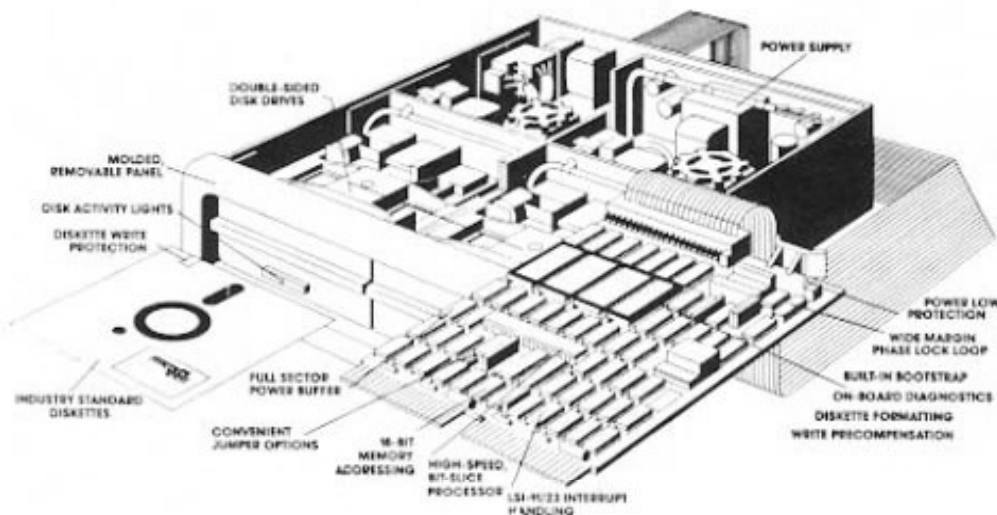 POWER SUPPLY
DOUBLE-SIDED
DISK DRIVES
MOLDED,
REMOVABLE PANEL
DISK ACTIVITY LIGHTS
DISKETTE WRITE
PROTECTION
INDUSTRY STANDARD
DISKETTES
FULL SECTOR
POWER BUFFER
CONVENIENT
JUMPER OPTIONS
18-BIT
MEMORY
ADDRESSING
HIGH-SPEED,
BIT-SLICE
PROCESSOR
LSI-11/23 INTERRUPT
HANDLING
POWER LOW
PROTECTION
WIDE MARGIN
PHASE LOCK LOOP
BUILT-IN BOOTSTRAP
ON-BOARD DIAGNOSTICS
DISKETTE FORMATTING
WRITE PRECOMPENSATION